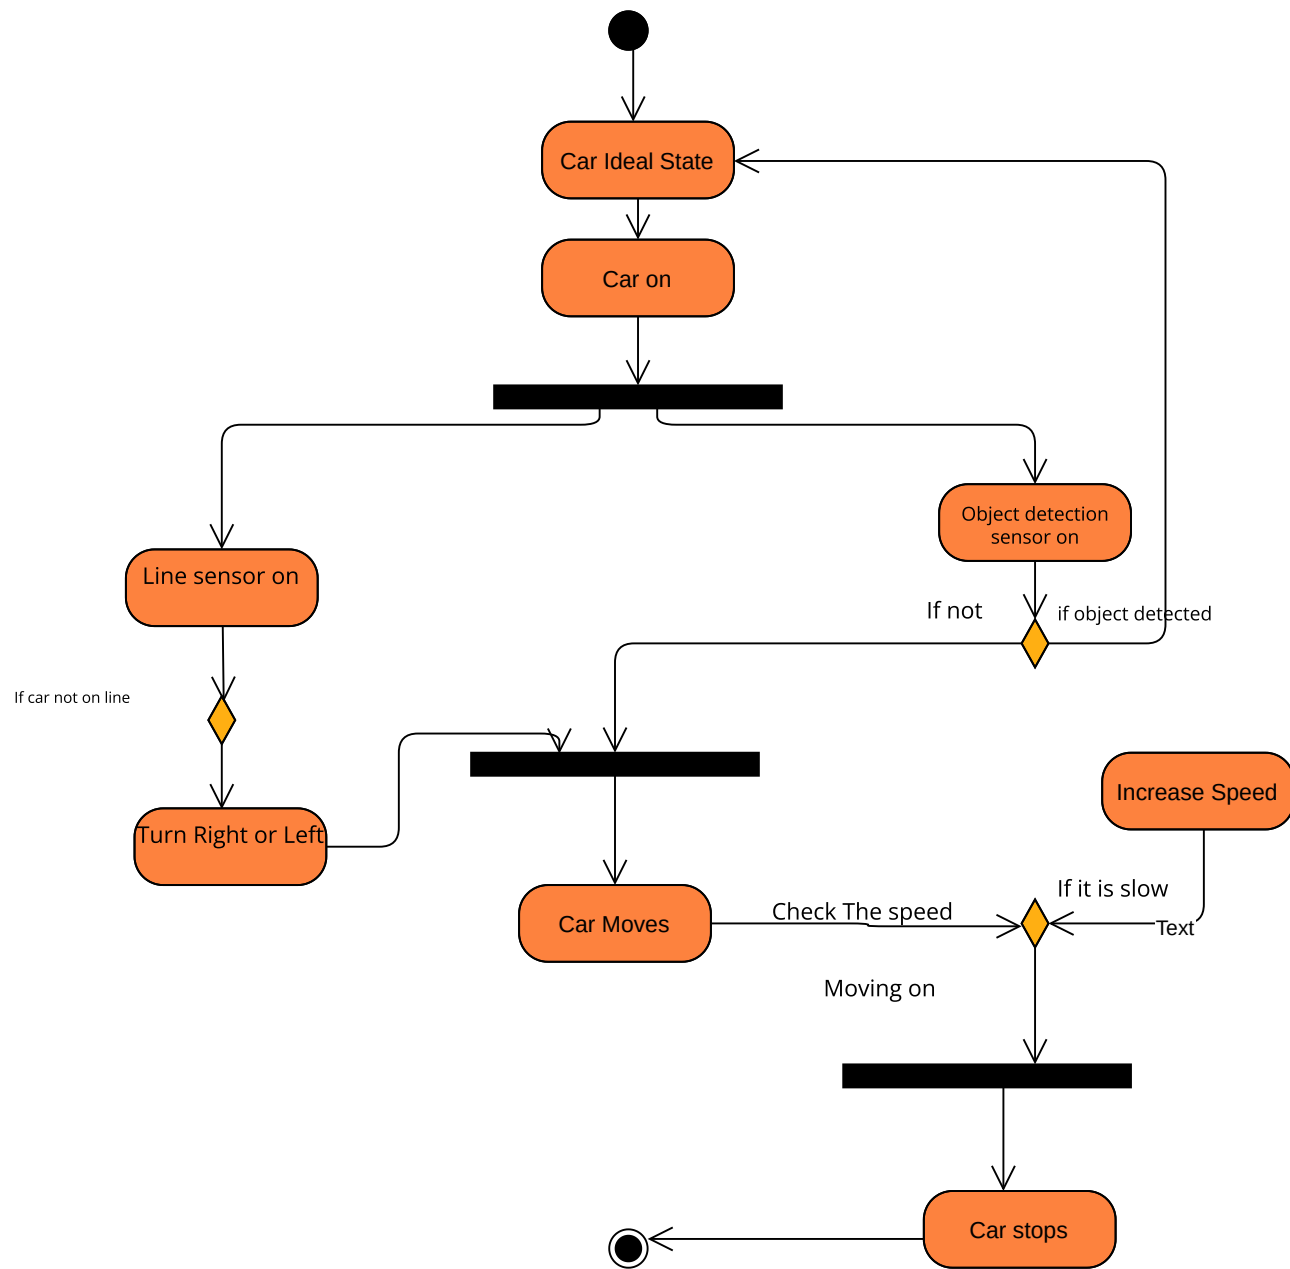 Car Ideal State
Car on
Object detection
sensor on
Line sensor on
If not
if object detected
If car not on line
Increase Speed
Turn Right or Left
If it is slow
Check The speed
Car Moves
Text
Moving on
Car stops